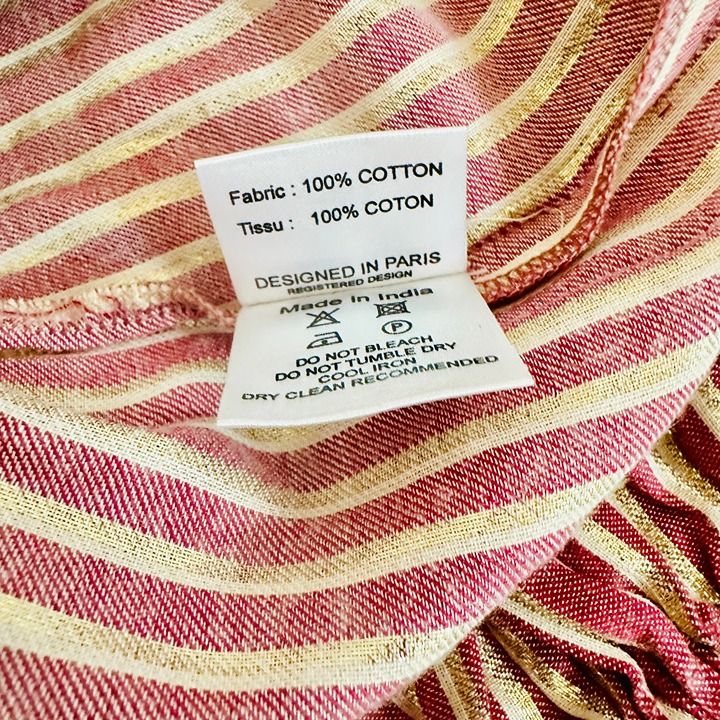 Fabric : 100% COTTON
Tissu : 100% COTON
DESIGNED IN PARIS
REGISTERED DESIGN
Made in India
P
DO NOT BLEACH
DO NOT TUMBLE DRY
COOL IRON
DRY CLEAN RECOMMENDED